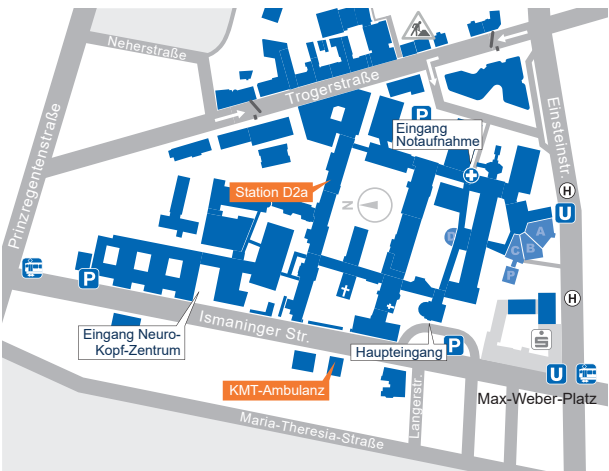 Neherstraße
Trogerstraße
Prinzregentenstraße
Einsteinstr.
P
Eingang
Notaufnahme
Station D2a
N
H
U
A
B
C
D
P
P
H
Ismaninger Str.
Eingang Neuro-
Kopf-Zentrum
Haupteingang
P
S
KMT-Ambulanz
Langerstr.
U
Max-Weber-Platz
Maria-Theresia-Straße